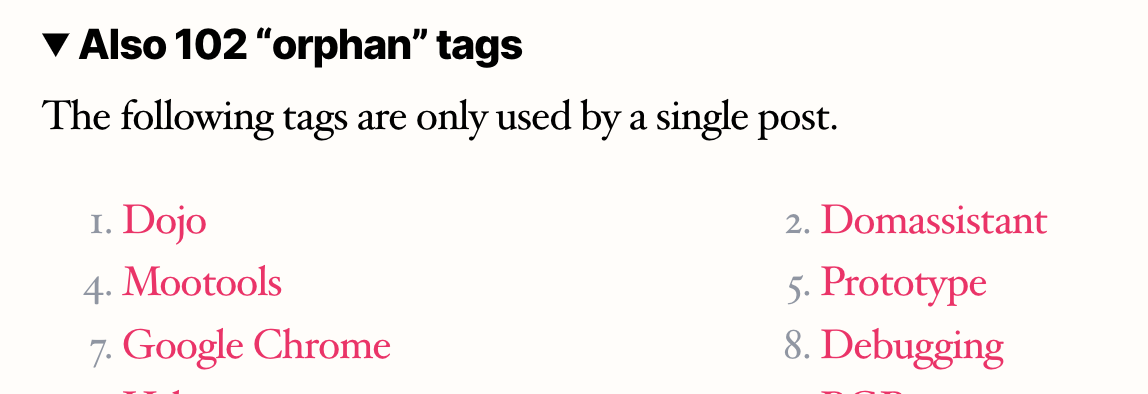 ▼ Also 102 “orphan” tags
The following tags are only used by a single post.
1. Dojo
2. Domassistant
4. Mootools
5. Prototype
7. Google Chrome
8. Debugging